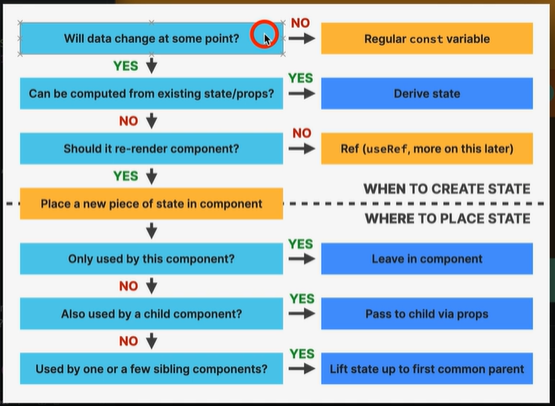 Will data change at some point?
NO
Regular const variable
YES
Can be computed from existing state/props?
YES
Derive state
NO
Should it re-render component?
NO
Ref (useRef, more on this later)
YES
Place a new piece of state in component
WHEN TO CREATE STATE
WHERE TO PLACE STATE
Only used by this component?
YES
Leave in component
NO
Also used by a child component?
YES
Pass to child via props
NO
Used by one or a few sibling components?
YES
Lift state up to first common parent